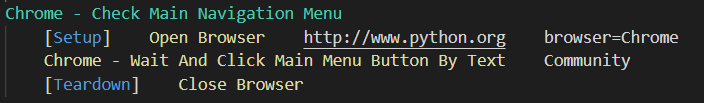 Chrome - Check Main Navigation Menu
[Setup] Open Browser http://www.python.org browser=Chrome
Chrome - Wait And Click Main Menu Button By Text Community
[Teardown] Close Browser